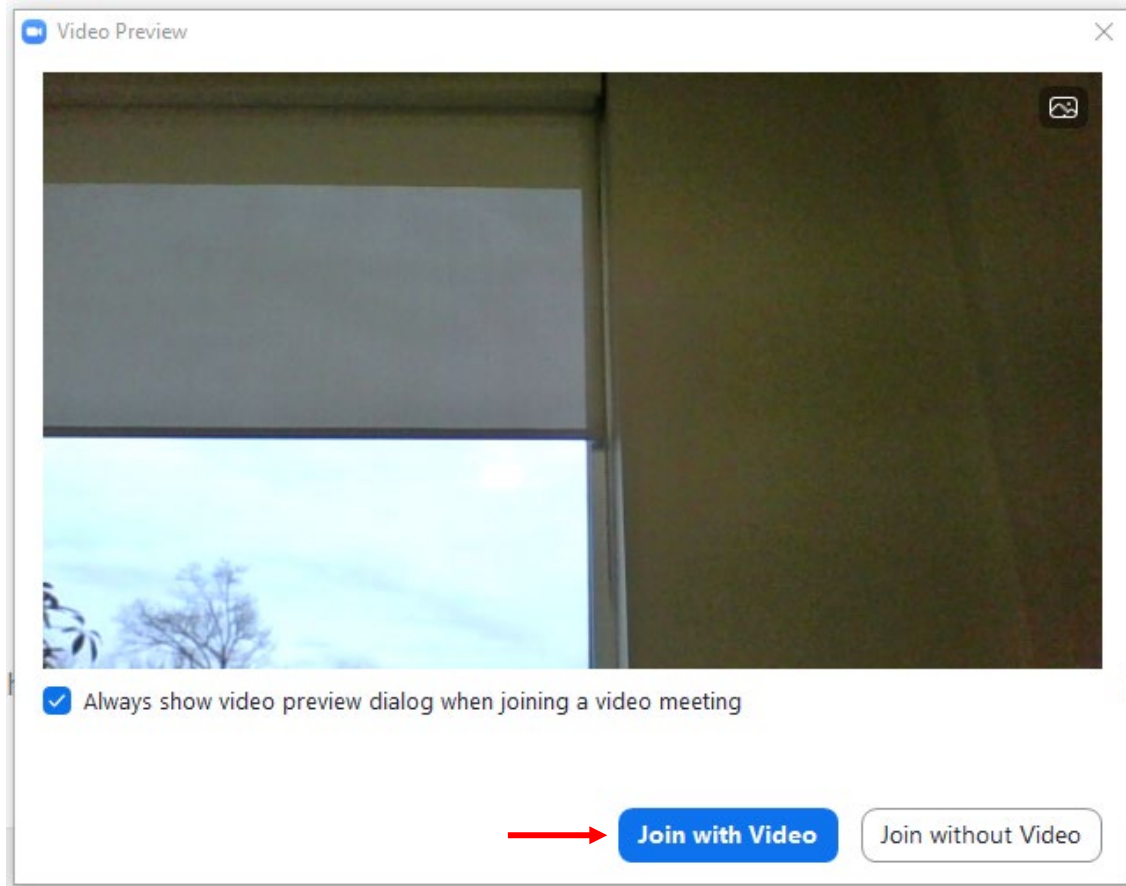 Video Preview
Always show video preview dialog when joining a video meeting
Join with Video
Join without Video